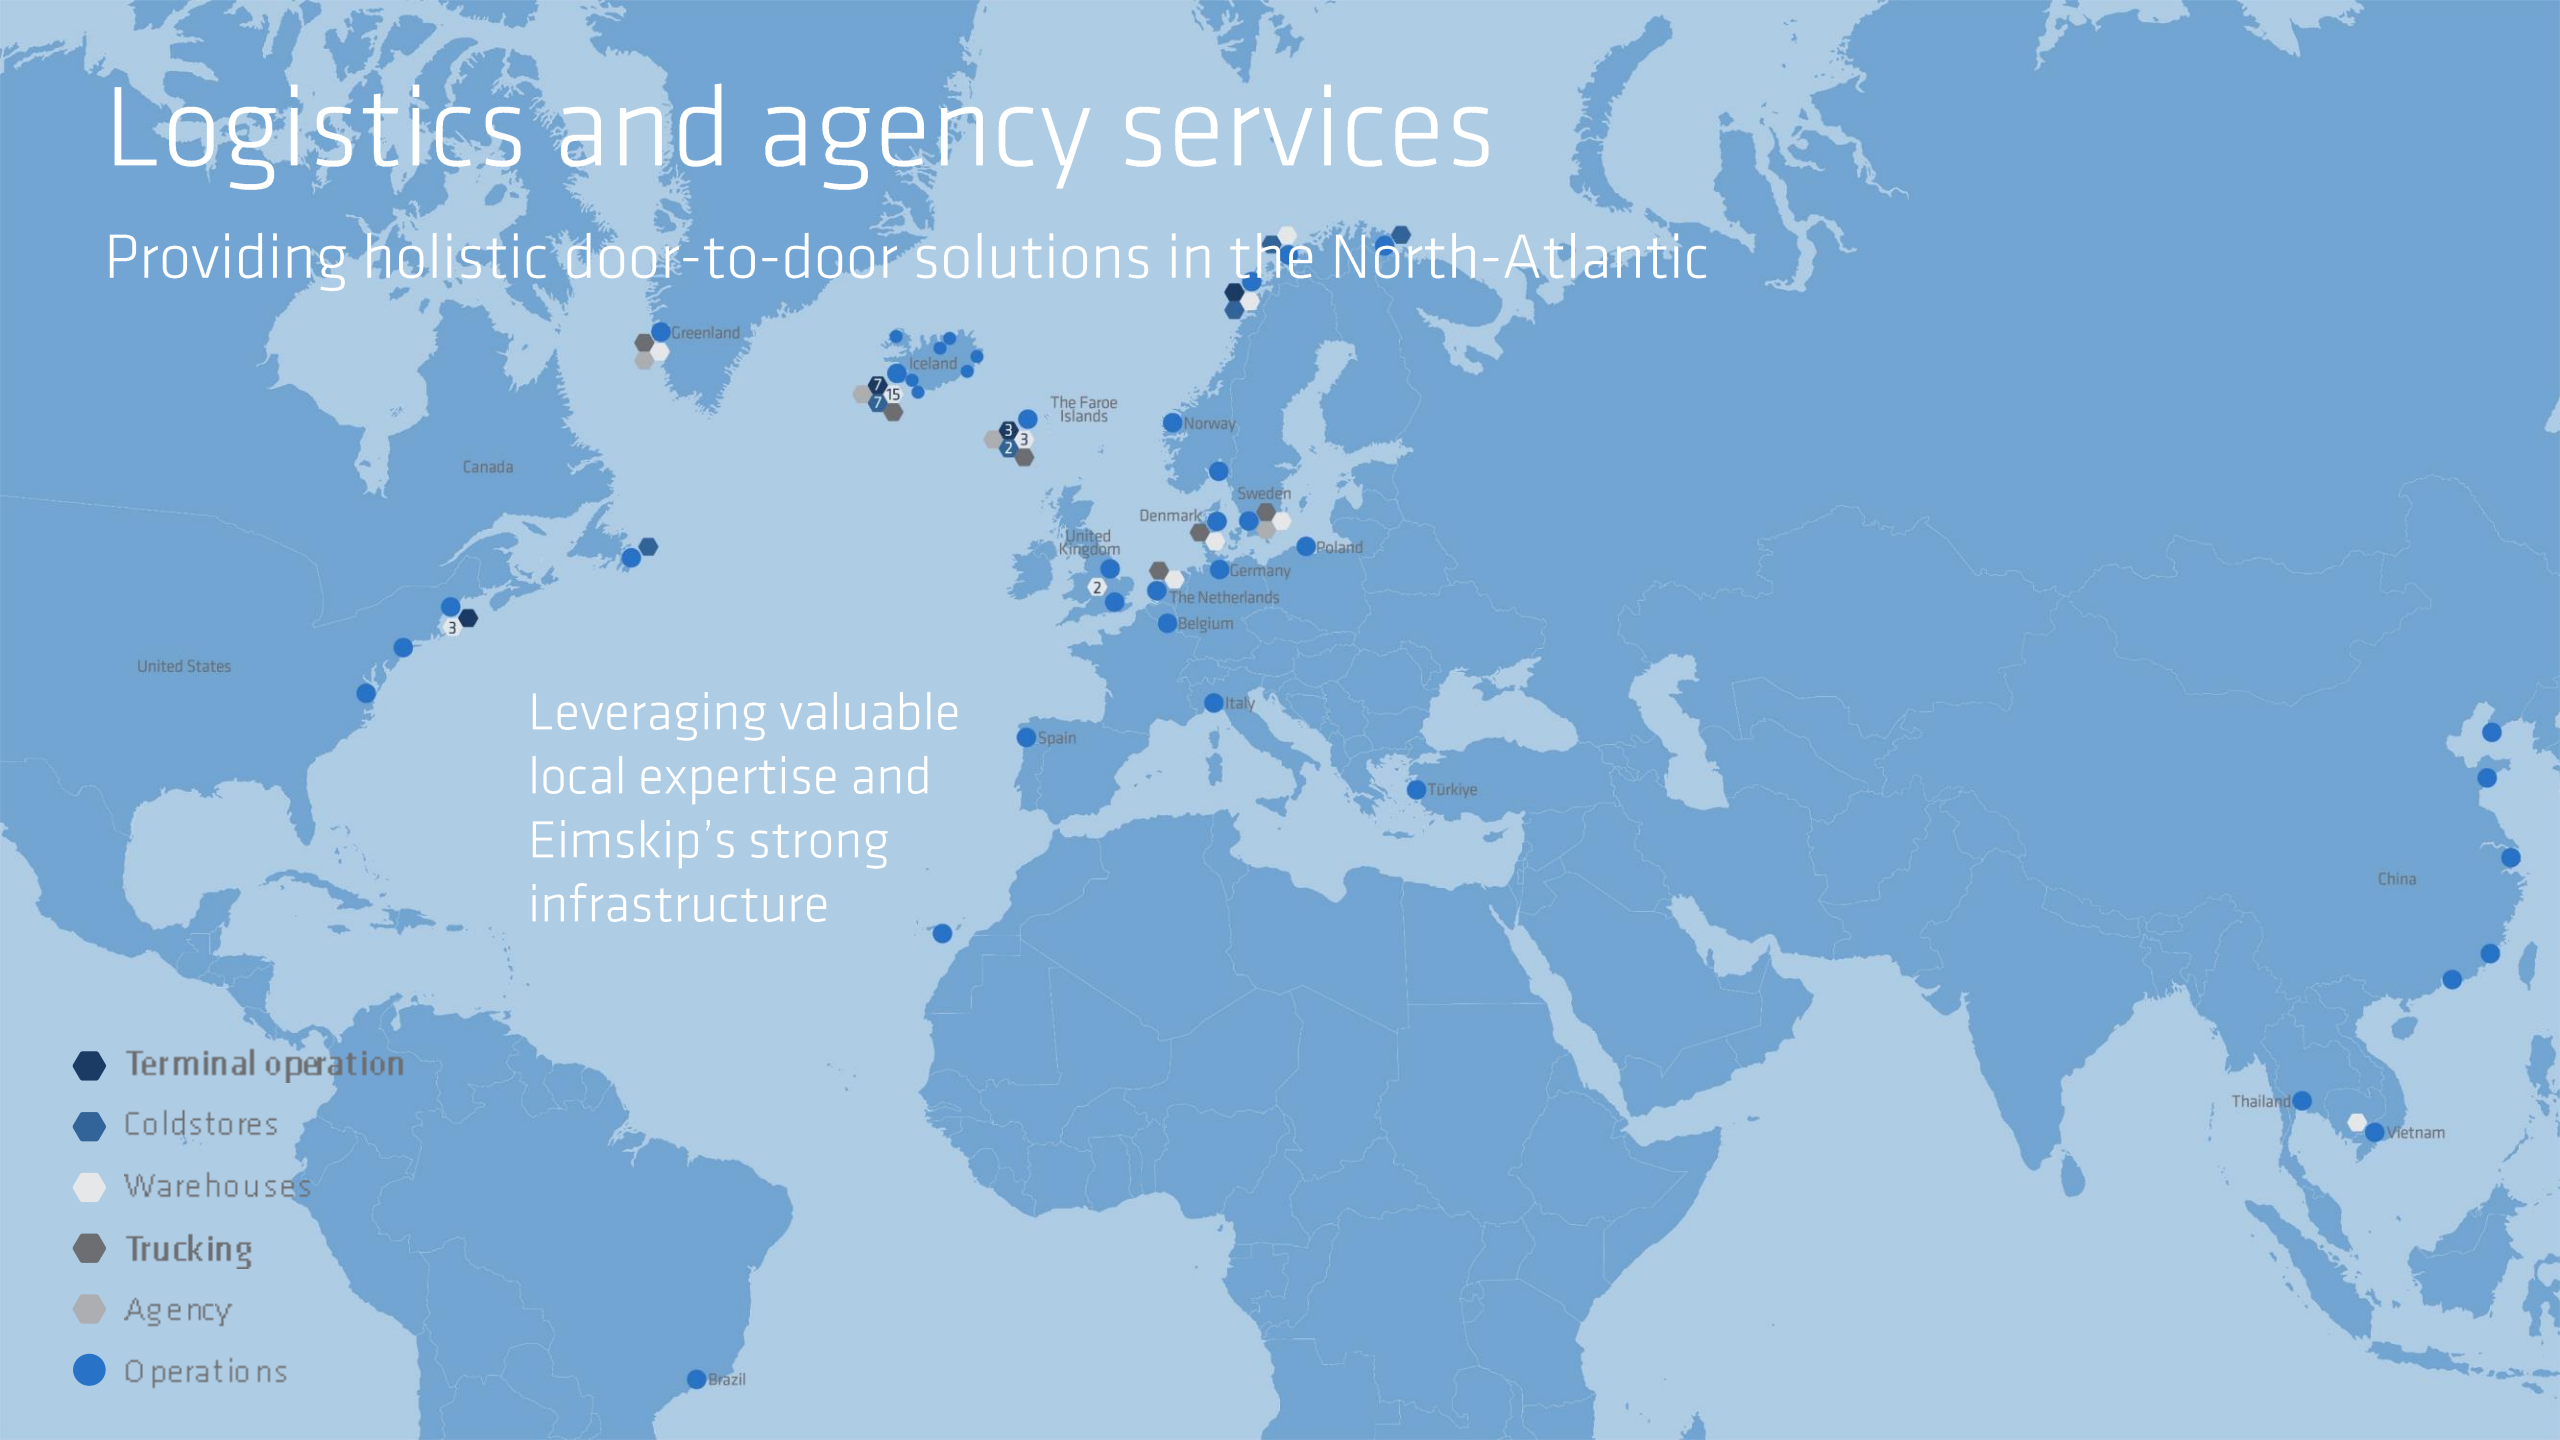 Logistics and agency services
Providing holistic door-to-door solutions in the North-Atlantic
Greenland
Iceland
7
15
7
The Faroe
Islands
3
3
2
Norway
Canada
Sweden
Denmark
United
Kingdom
Poland
Germany
2
The Netherlands
Belgium
3
United States
Leveraging valuable
local expertise and
Eimskip's strong
infrastructure
Italy
Spain
Türkiye
China
Thailand
Vietnam
Brazil
Terminal operation
Coldstores
Warehouses
Trucking
Agency
Operations